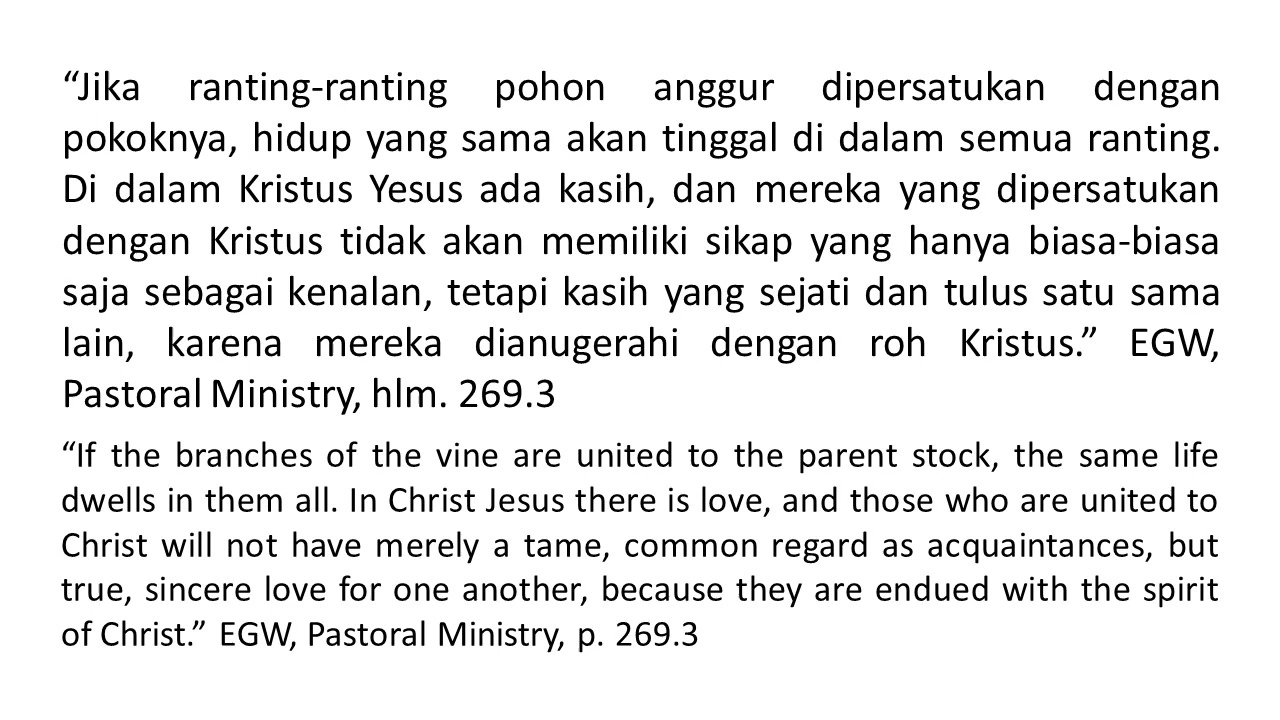 “Jika ranting-ranting pohon anggur dipersatukan dengan
pokoknya, hidup yang sama akan tinggal di dalam semua ranting.
Di dalam Kristus Yesus ada kasih, dan mereka yang dipersatukan
dengan Kristus tidak akan memiliki sikap yang hanya biasa-biasa
saja sebagai kenalan, tetapi kasih yang sejati dan tulus satu sama
lain, karena mereka dianugerahi dengan roh Kristus.” EGW,
Pastoral Ministry, hlm. 269.3
“If the branches of the vine are united to the parent stock, the same life
dwells in them all. In Christ Jesus there is love, and those who are united to
Christ will not have merely a tame, common regard as acquaintances, but
true, sincere love for one another, because they are endued with the spirit
of Christ.” EGW, Pastoral Ministry, p. 269.3